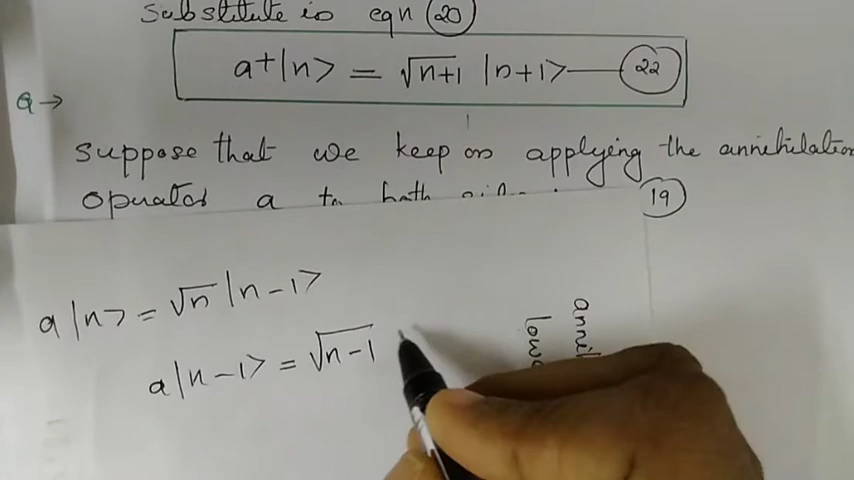 substitute in eqn (20)
a+|n> = √n+1 |n+1> — (22)
Q →
suppose that we keep on applying the annihilation
operator a to both (19)
a|n> = √n |n-1>
a|n-1> = √n-1